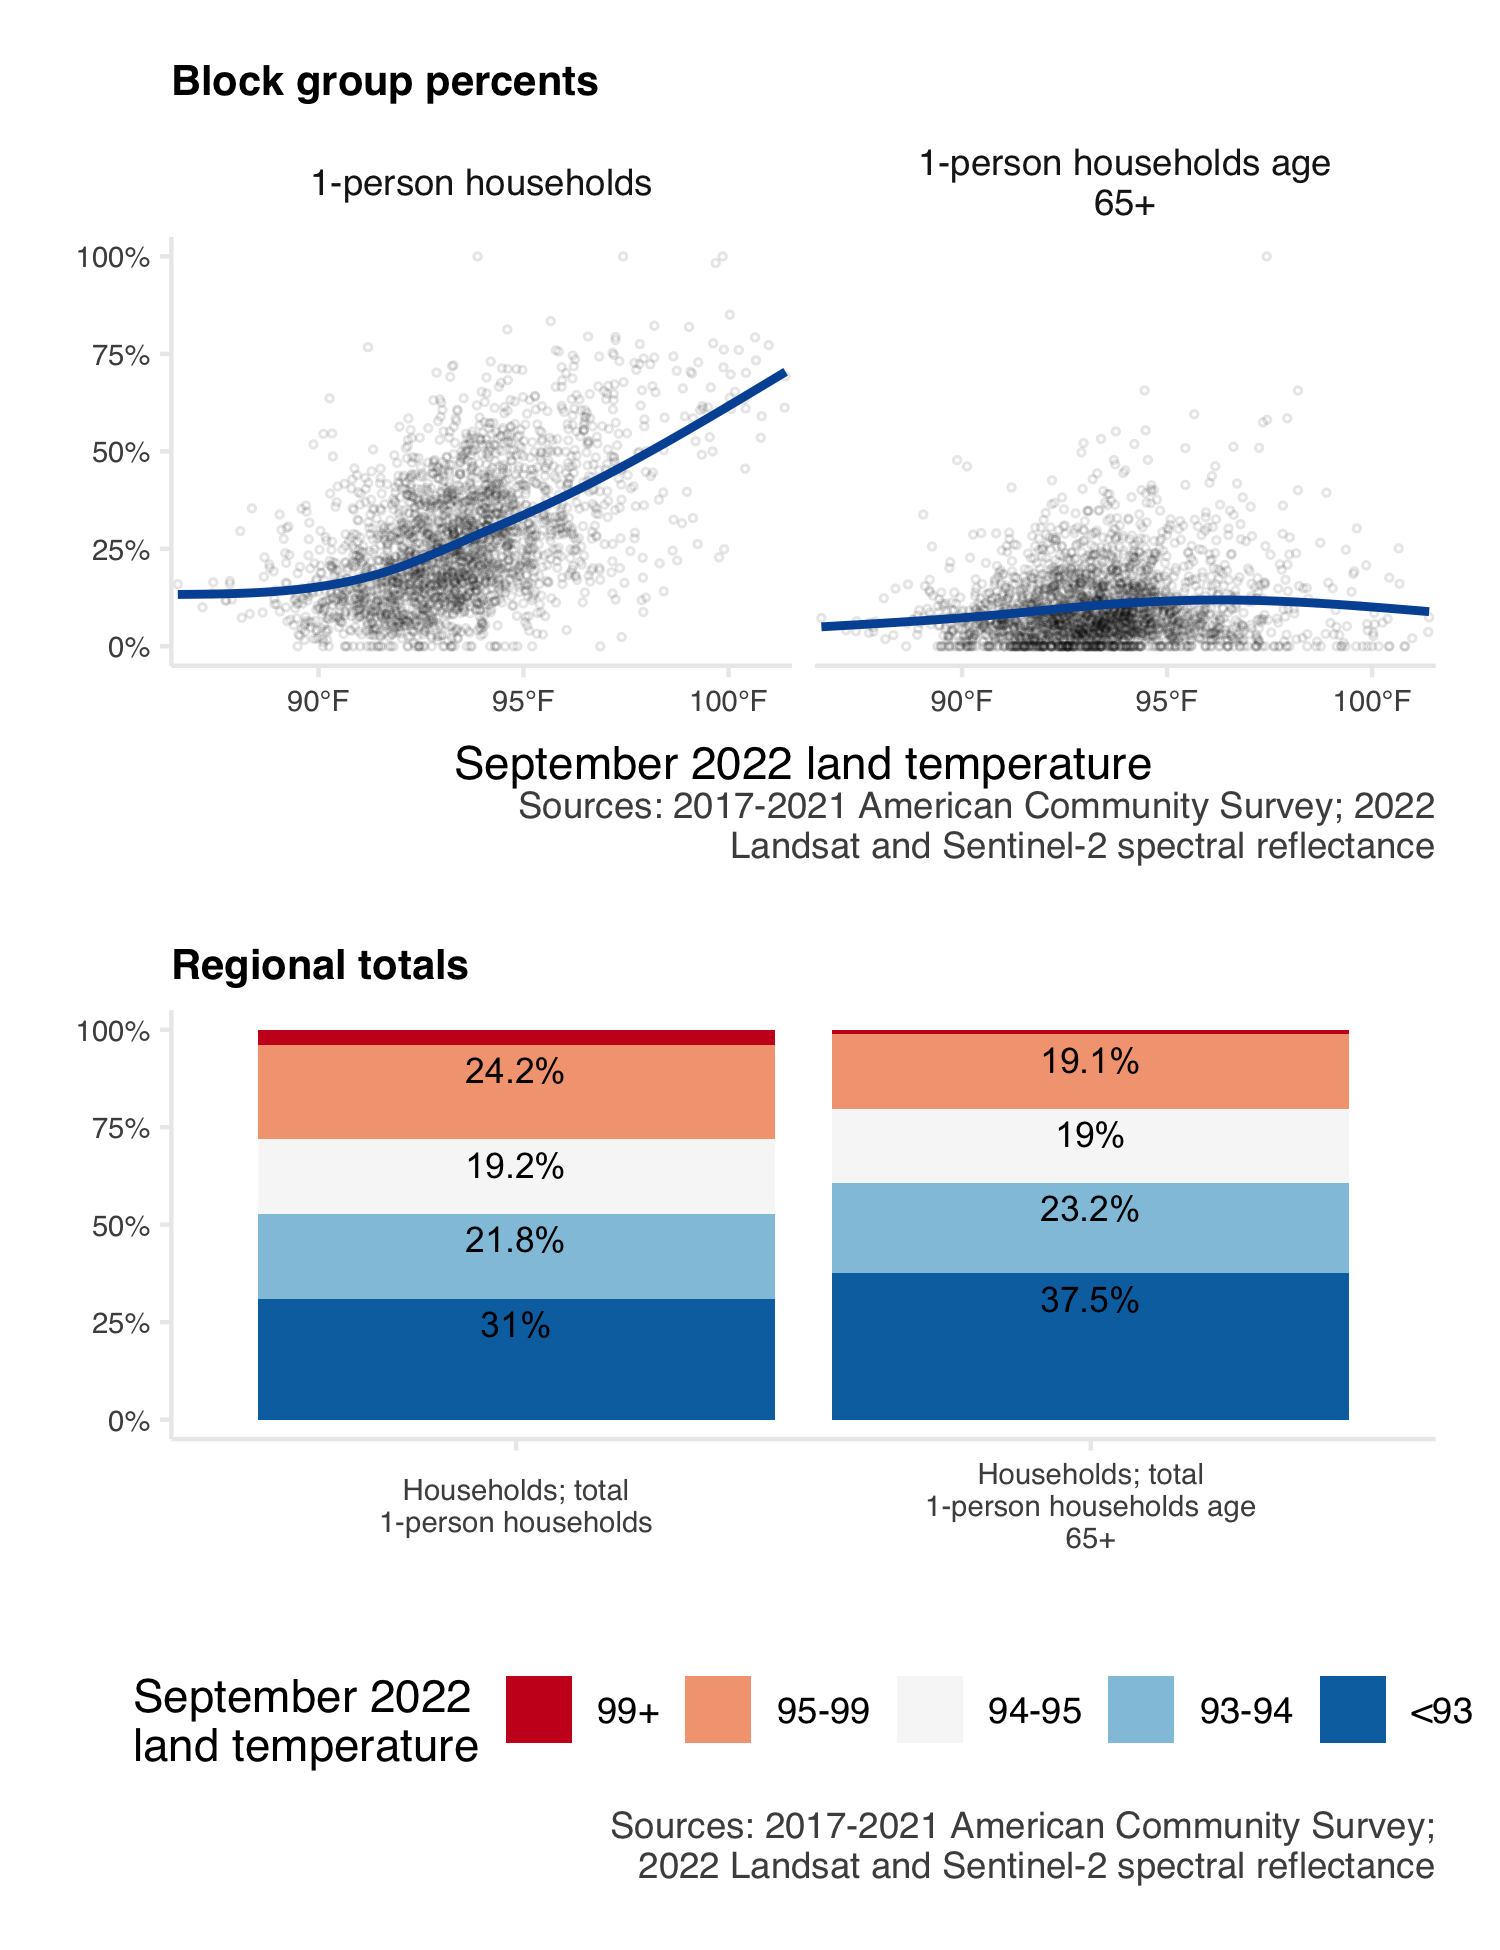 Block group percents
1-person households
1-person households age
65+
100%
75%
50%
25%
0%
90°F
95°F
100°F
90°F
95°F
100°F
September 2022 land temperature
Sources: 2017-2021 American Community Survey; 2022
Landsat and Sentinel-2 spectral reflectance
Regional totals
100%
75%
50%
25%
0%
24.2%
19.2%
21.8%
31%
19.1%
19%
23.2%
37.5%
Households; total
1-person households
Households; total
1-person households age
65+
September 2022
land temperature
99+
95-99
94-95
93-94
<93
Sources: 2017-2021 American Community Survey;
2022 Landsat and Sentinel-2 spectral reflectance